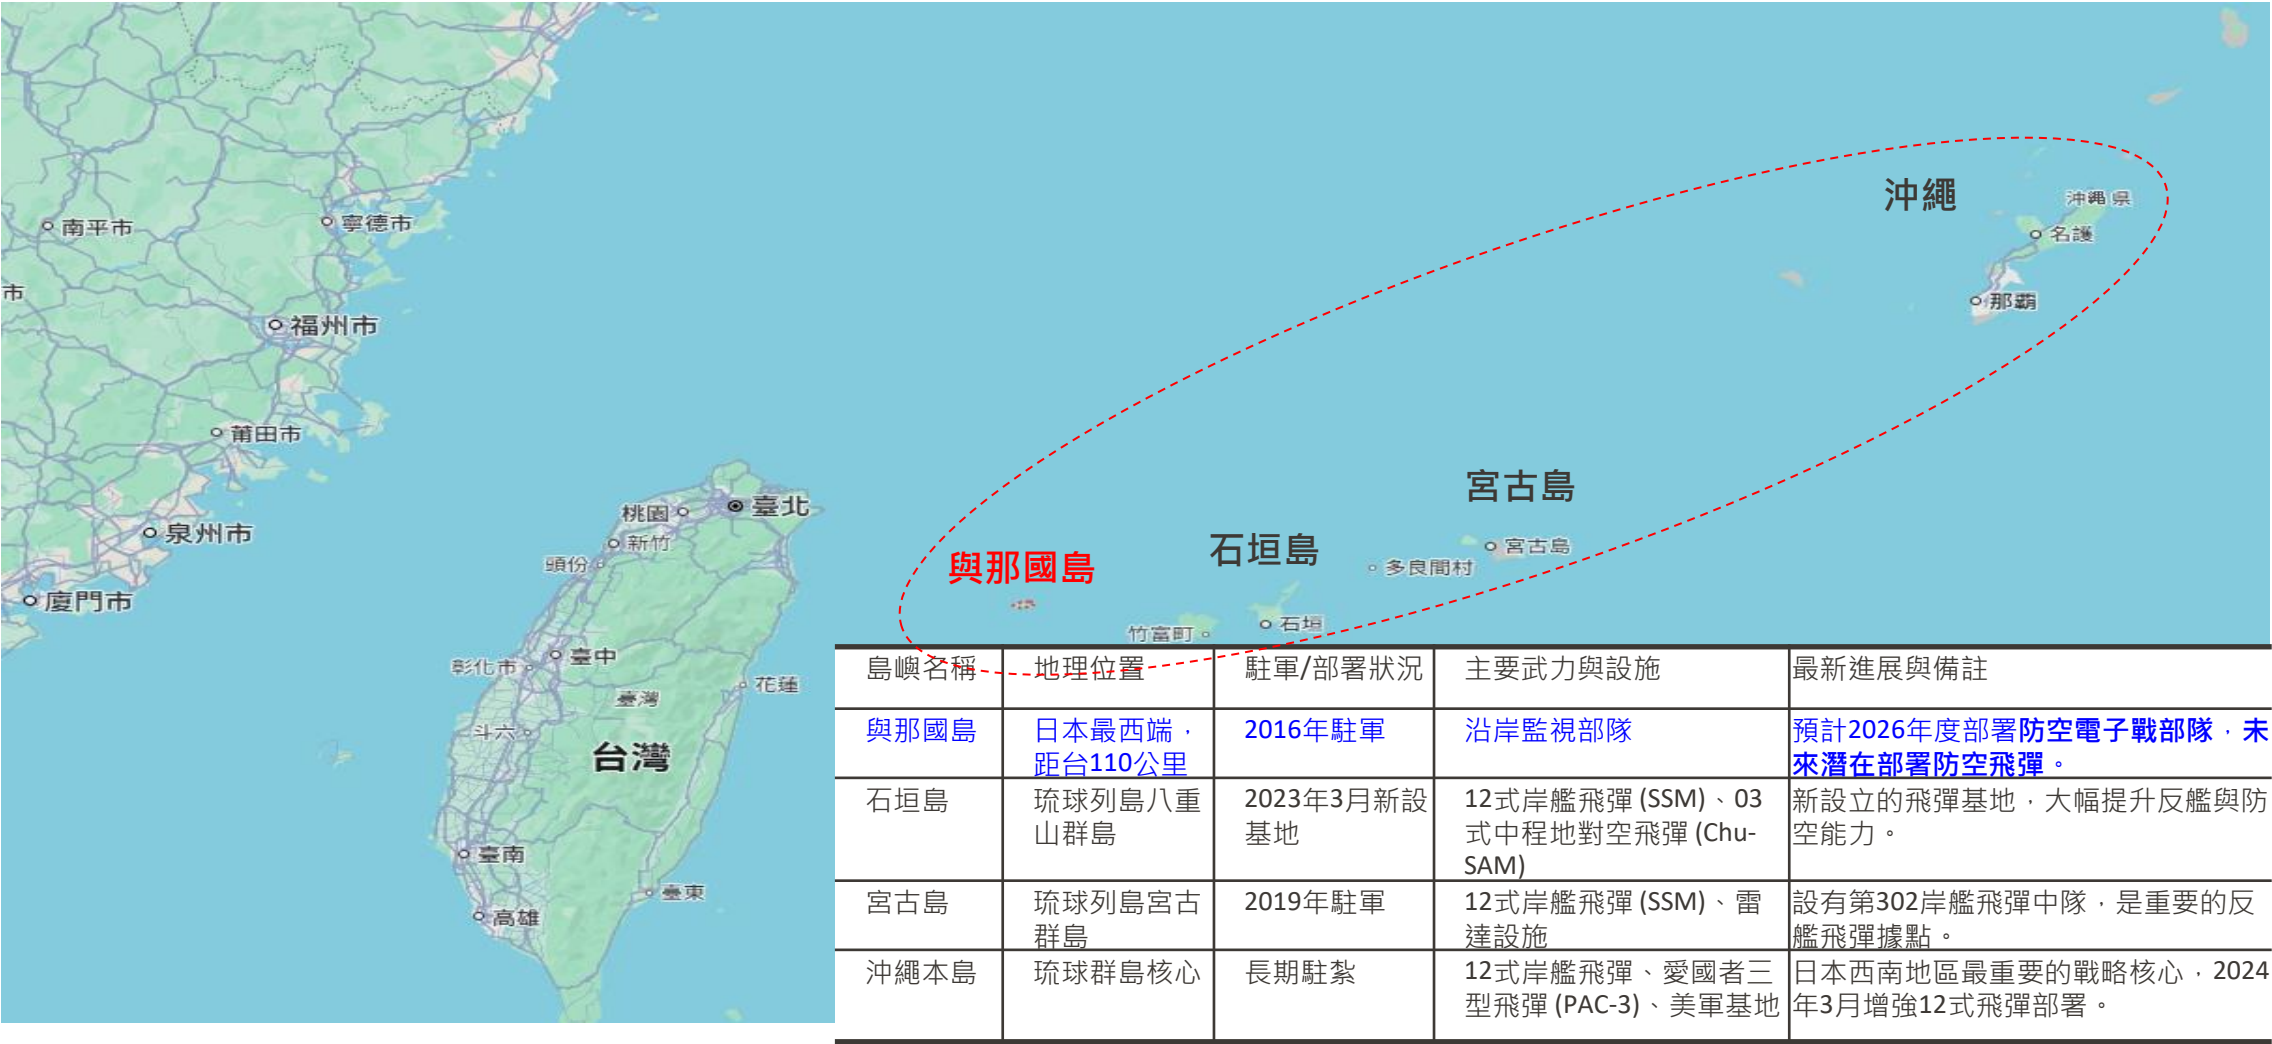 沖繩
沖繩県
名護
那霸
南平市
寧德市
市
福州市
莆田市
泉州市
廈門市
宮古島
宮古島
石垣島
多良間村
與那國島
石垣
竹富町
臺北
桃園
新竹
頭份
臺中
彰化市
花蓮
臺灣
斗六
台灣
臺南
臺東
高雄
島嶼名稱 地理位置 駐軍/部署狀況 主要武力與設施 最新進展與備註
與那國島 日本最西端， 2016年駐軍 沿岸監視部隊 預計2026年度部署防空電子戰部隊，未
距台110公里 來潛在部署防空飛彈。
石垣島 琉球列島八重 2023年3月新設 12式岸艦飛彈 (SSM)、03 新設立的飛彈基地，大幅提升反艦與防
山群島 基地 式中程地對空飛彈 (Chu- 空能力。
SAM)
宮古島 琉球列島宮古 2019年駐軍 12式岸艦飛彈 (SSM)、雷 設有第302岸艦飛彈中隊，是重要的反
群島 達設施 艦飛彈據點。
沖繩本島 琉球群島核心 長期駐紮 12式岸艦飛彈、愛國者三 日本西南地區最重要的戰略核心，2024
型飛彈 (PAC-3)、美軍基地 年3月增強12式飛彈部署。